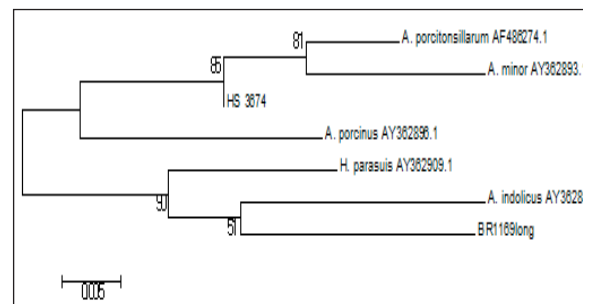 81
A. porcitonsillarum AF486274.1
85
A. minor AY362893.
HS 3674
A. porcinus AY362896.1
H. parasuis AY362909.1
90
A. indolicus AY3628
51
BR1169long
0.005